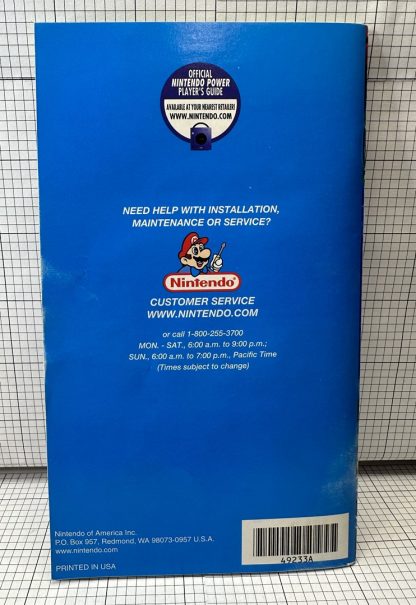 OFFICIAL
NINTENDO POWER
PLAYER'S GUIDE
AVAILABLE AT YOUR NEAREST RETAILER!
WWW.NINTENDO.COM
NEED HELP WITH INSTALLATION,
MAINTENANCE OR SERVICE?
Nintendo®
CUSTOMER SERVICE
WWW.NINTENDO.COM
or call 1-800-255-3700
MON. - SAT., 6:00 a.m. to 9:00 p.m.;
SUN., 6:00 a.m. to 7:00 p.m., Pacific Time
(Times subject to change)
Nintendo of America Inc.
P.O. Box 957, Redmond, WA 98073-0957 U.S.A.
www.nintendo.com
PRINTED IN USA
49233A